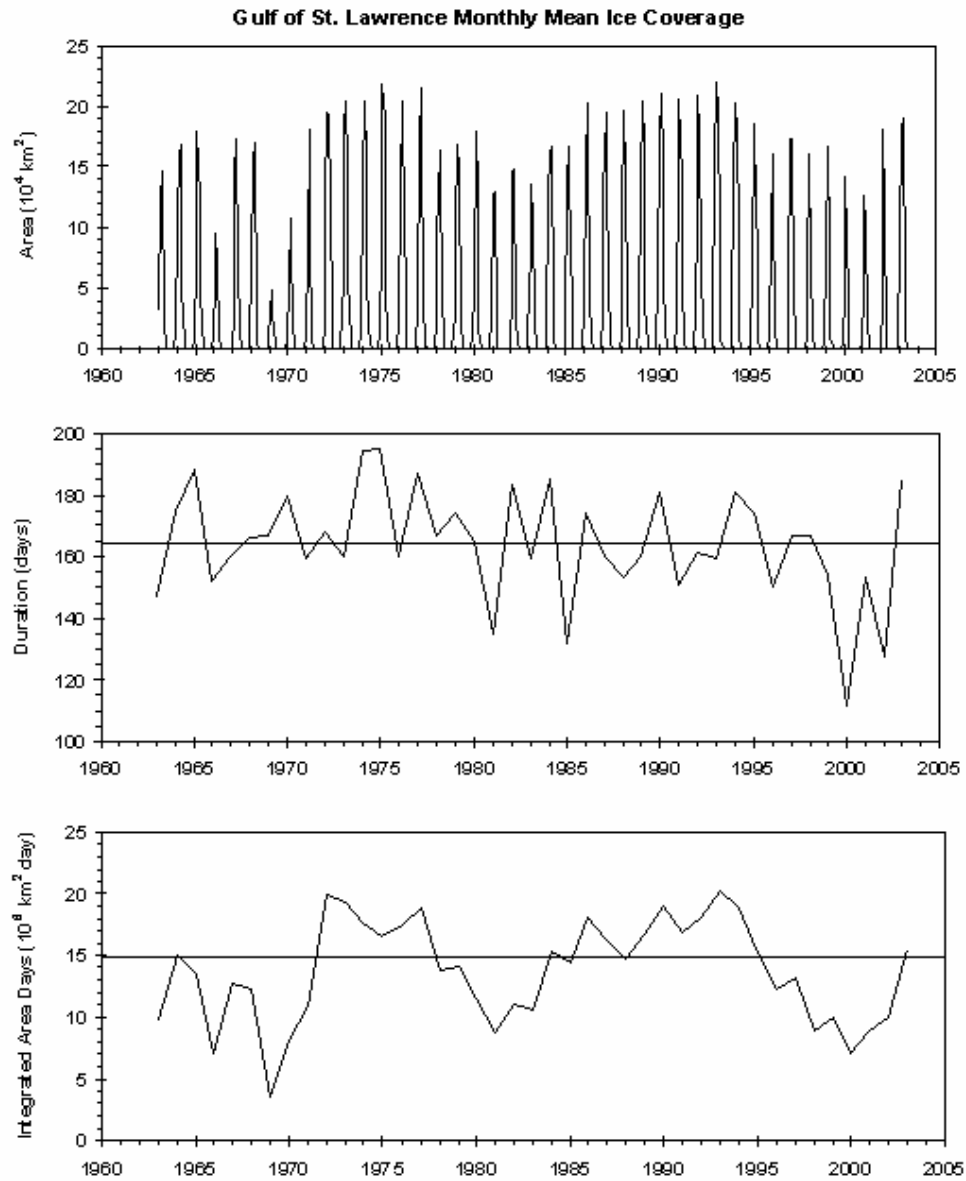 Gulf of St. Lawrence Monthly Mean Ice Coverage
Area (10⁴ km²)
25
20
15
10
5
0
1960 1965 1970 1975 1980 1985 1990 1995 2000 2005
Duration (days)
200
180
160
140
120
100
1960 1965 1970 1975 1980 1985 1990 1995 2000 2005
Integrated Area Days (10⁶ km² day)
25
20
15
10
5
0
1960 1965 1970 1975 1980 1985 1990 1995 2000 2005